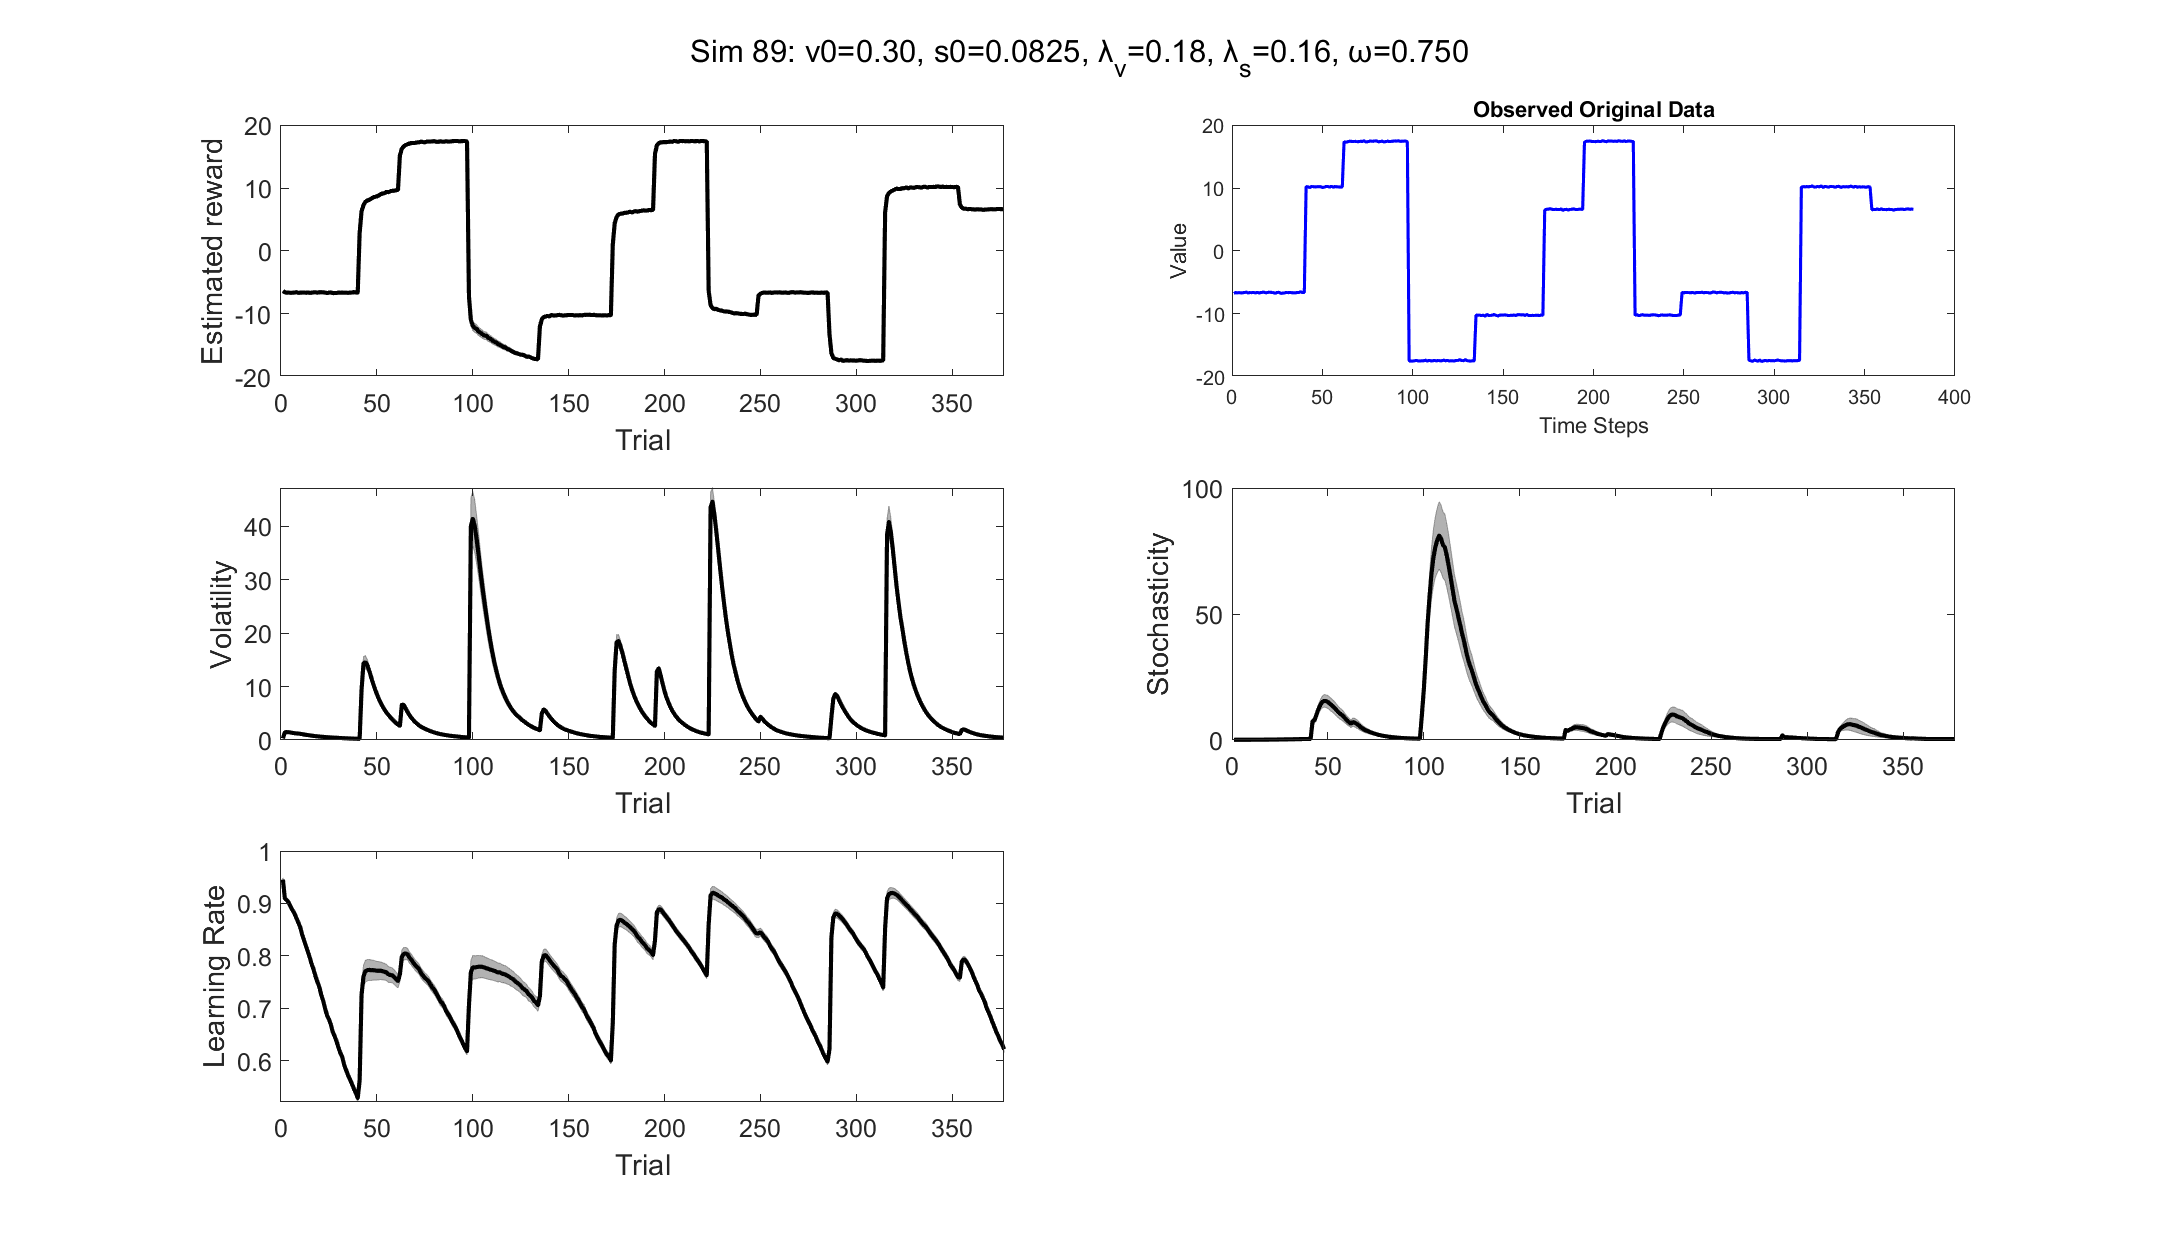 Sim 89: v0=0.30, s0=0.0825, λ_v=0.18, λ_s=0.16, ω=0.750
20
10
0
-10
-20
Estimated reward
0 50 100 150 200 250 300 350
Trial
Observed Original Data
20
10
0
-10
-20
Value
0 50 100 150 200 250 300 350 400
Time Steps
40
30
20
10
0
Volatility
0 50 100 150 200 250 300 350
Trial
100
50
0
Stochasticity
0 50 100 150 200 250 300 350
Trial
1
0.9
0.8
0.7
0.6
Learning Rate
0 50 100 150 200 250 300 350
Trial